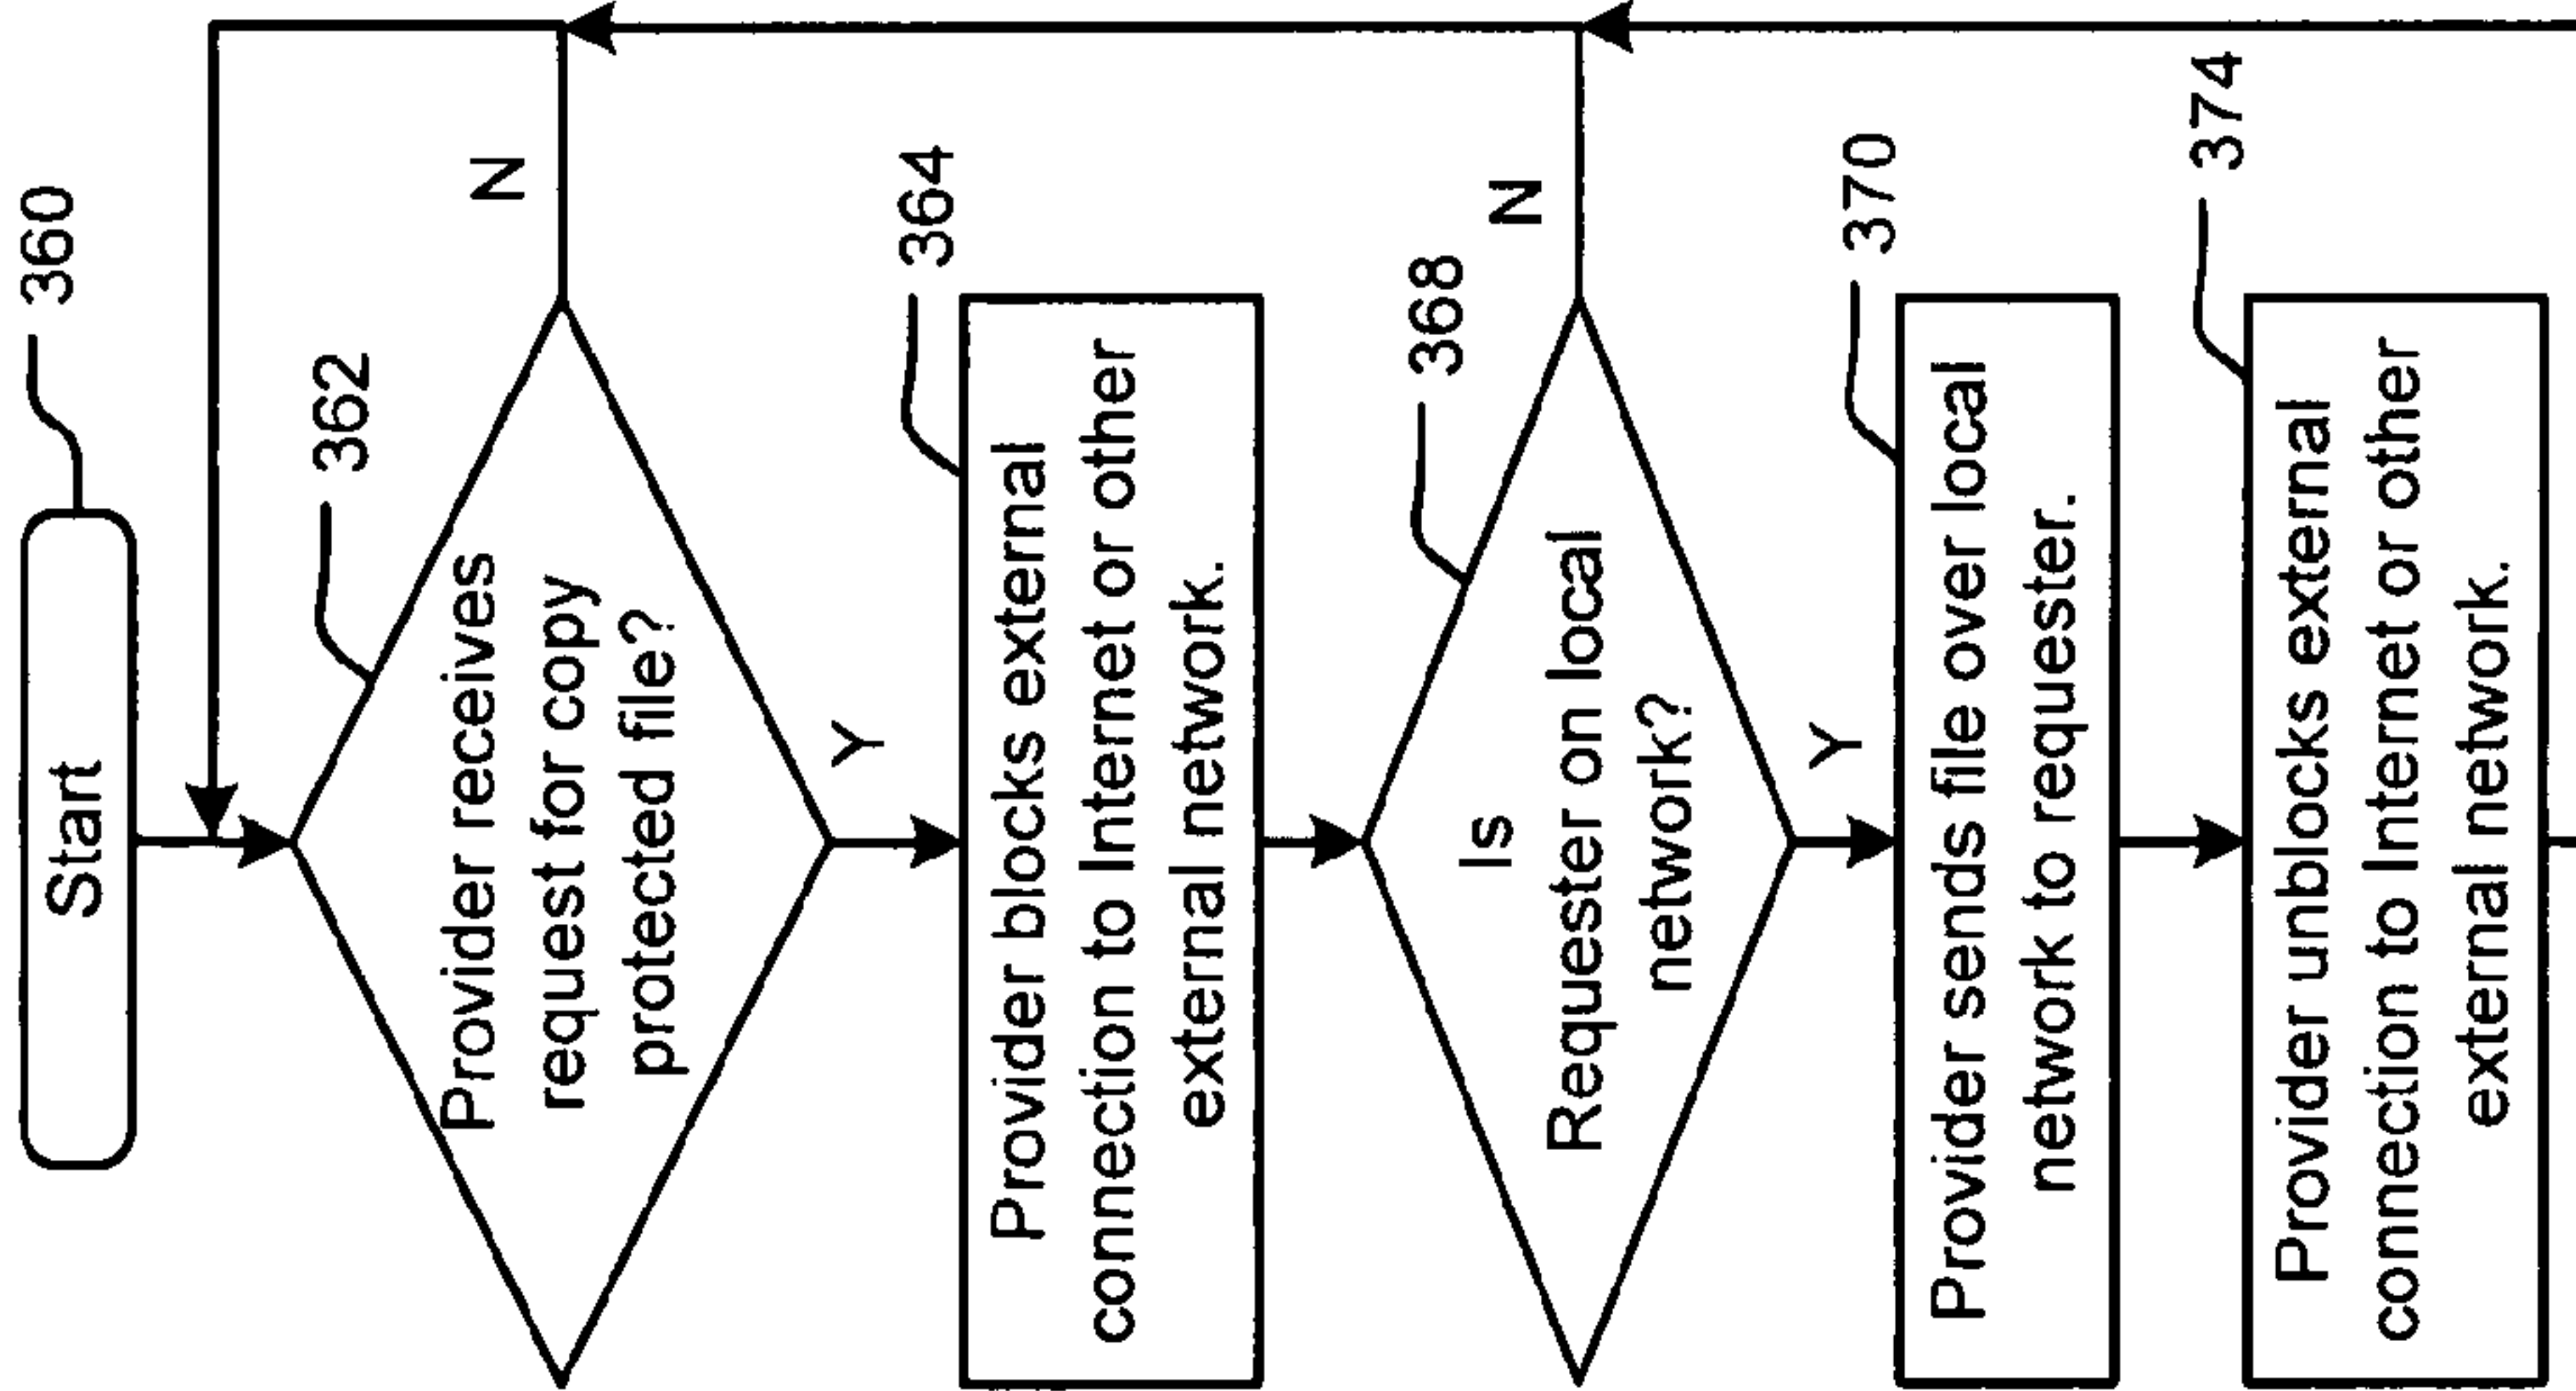 Start
360
Provider receives
request for copy
protected file?
362
N
Y
Provider blocks external
connection to Internet or other
external network.
364
Is
Requester on local
network?
368
N
Y
Provider sends file over local
network to requester.
370
Provider unblocks external
connection to Internet or other
external network.
374